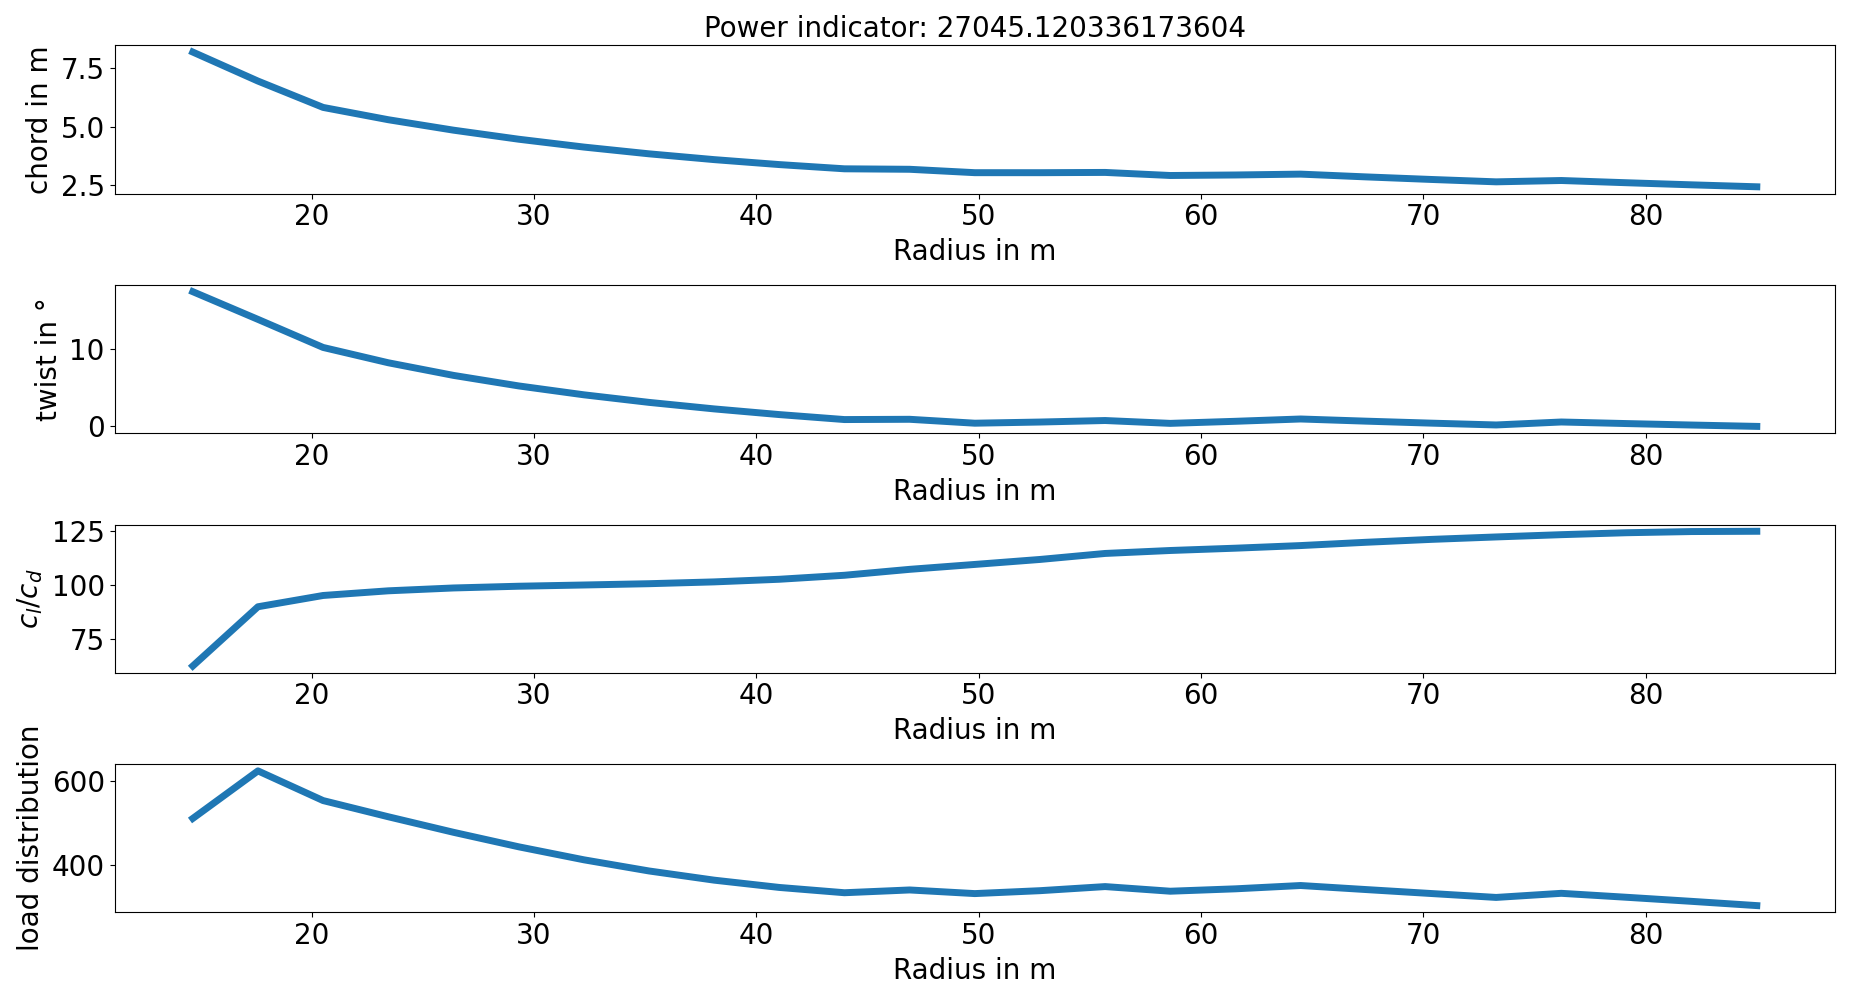 Power indicator: 27045.120336173604
chord in m
7.5
5.0
2.5
20 30 40 50 60 70 80
Radius in m
twist in °
10
0
20 30 40 50 60 70 80
Radius in m
c_l/c_d
125
100
75
20 30 40 50 60 70 80
Radius in m
load distribution
600
400
20 30 40 50 60 70 80
Radius in m